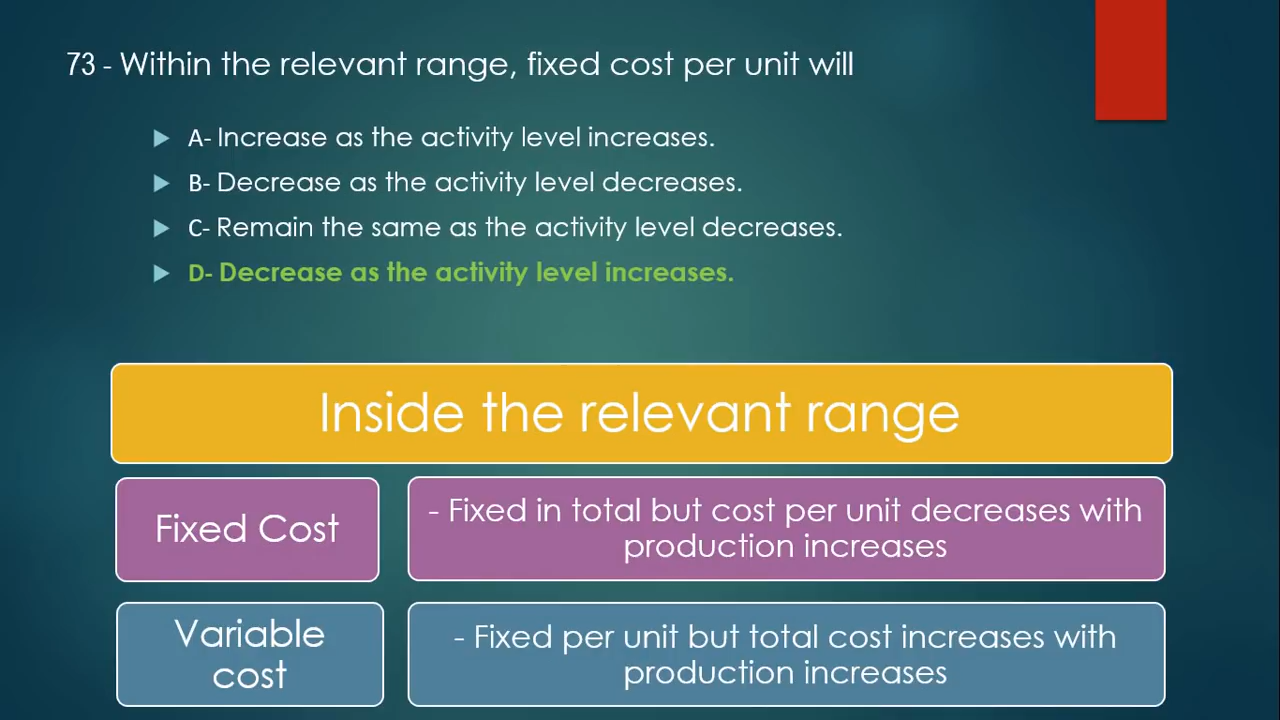 73 - Within the relevant range, fixed cost per unit will
A- Increase as the activity level increases.
B- Decrease as the activity level decreases.
C- Remain the same as the activity level decreases.
D- Decrease as the activity level increases.
Inside the relevant range
Fixed Cost
- Fixed in total but cost per unit decreases with
production increases
Variable
cost
- Fixed per unit but total cost increases with
production increases